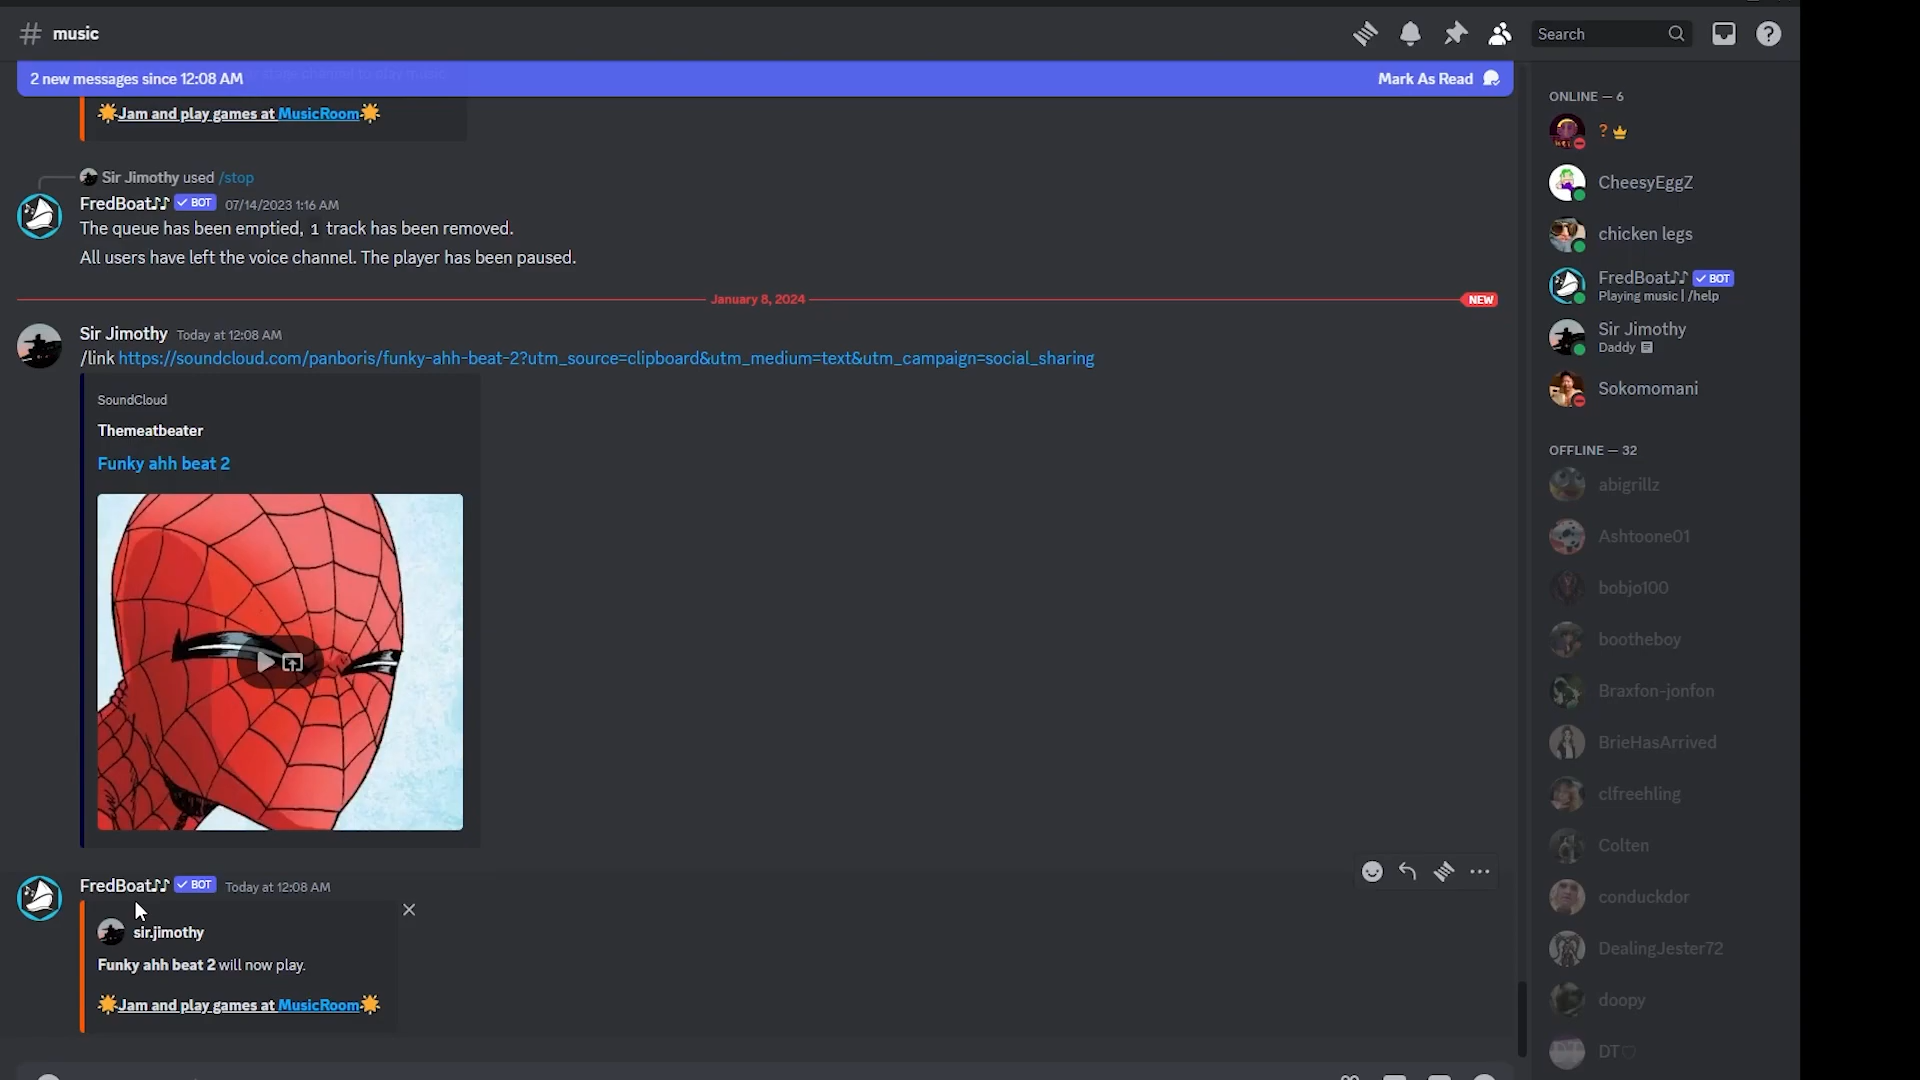 # music
Search
2 new messages since 12:08 AM
Mark As Read
Jam and play games at MusicRoom
Sir Jimothy used /stop
FredBoat♪♪ BOT 07/14/2023 1:16 AM
The queue has been emptied, 1 track has been removed.
All users have left the voice channel. The player has been paused.
January 8, 2024
NEW
Sir Jimothy Today at 12:08 AM
/link https://soundcloud.com/panboris/funky-ahh-beat-2?utm_source=clipboard&utm_medium=text&utm_campaign=social_sharing
SoundCloud
Themeatbeater
Funky ahh beat 2
FredBoat♪♪ BOT Today at 12:08 AM
sir.jimothy
Funky ahh beat 2 will now play.
Jam and play games at MusicRoom
ONLINE — 6
?
CheesyEggZ
chicken legs
FredBoat♪♪ BOT
Playing music | /help
Sir Jimothy
Daddy
Sokomomani
OFFLINE — 32
abigrillz
Ashtoone01
bobjo100
bootheboy
Braxfon-jonfon
BrieHasArrived
clfreehling
Colten
conduckdor
DealingJester72
doopy
DT♡